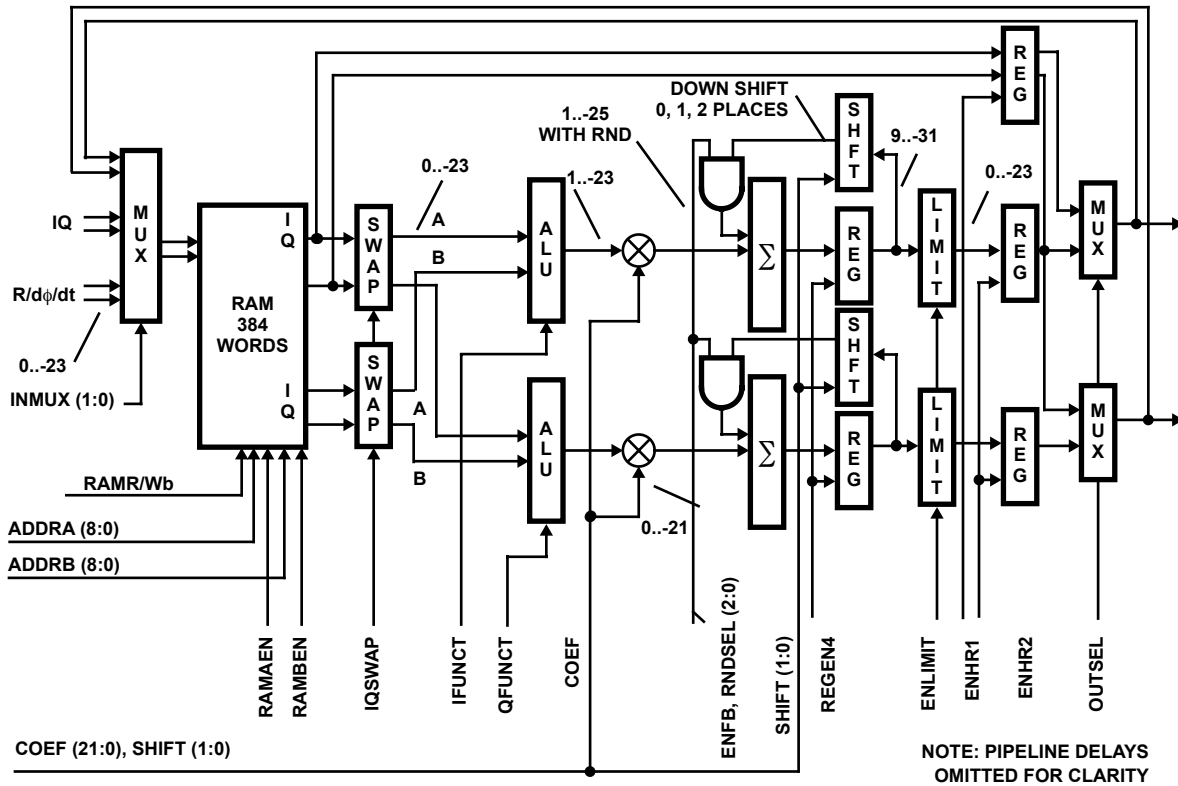 R
E
G
DOWN SHIFT
0, 1, 2 PLACES
1..-25
WITH RND
S
H
F
T
9..-31
0..-23
0..-23
1..-23
M
U
X
IQ
R/dϕ/dt
0..-23
INMUX (1:0)
I
Q
RAM
384
WORDS
I
Q
S
W
A
P
S
W
A
P
A
B
A
B
A
L
U
A
L
U
Σ
Σ
R
E
G
L
I
M
I
T
R
E
G
M
U
X
S
H
F
T
R
E
G
L
I
M
I
T
R
E
G
M
U
X
0..-21
RAMR/Wb
ADDRA (8:0)
ADDRB (8:0)
RAMAEN
RAMBEN
IQSWAP
IFUNCT
QFUNCT
COEF
ENFB, RNDSEL (2:0)
SHIFT (1:0)
REGEN4
ENLIMIT
ENHR1
ENHR2
OUTSEL
COEF (21:0), SHIFT (1:0)
NOTE: PIPELINE DELAYS
OMITTED FOR CLARITY